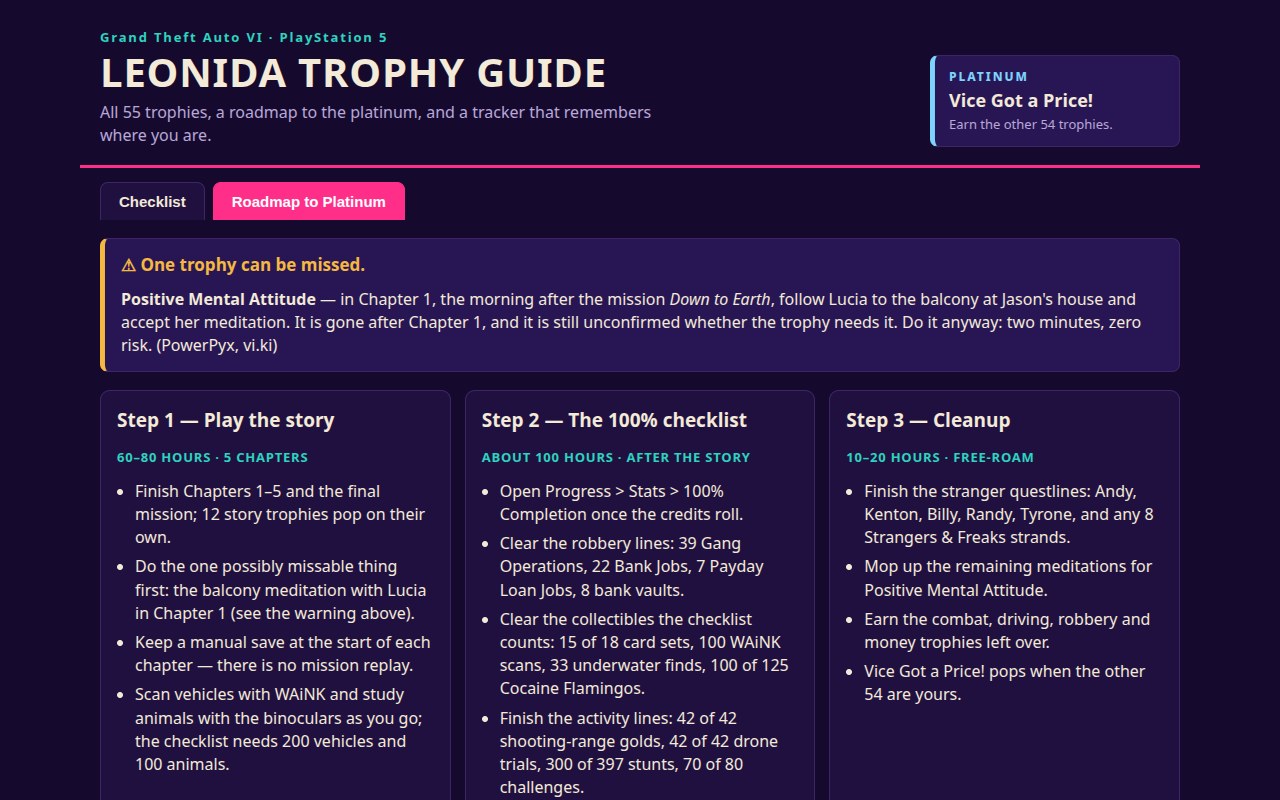 Grand Theft Auto VI · PlayStation 5
LEONIDA TROPHY GUIDE
All 55 trophies, a roadmap to the platinum, and a tracker that remembers
where you are.
PLATINUM
Vice Got a Price!
Earn the other 54 trophies.
Checklist
Roadmap to Platinum
⚠ One trophy can be missed.
Positive Mental Attitude — in Chapter 1, the morning after the mission Down to Earth, follow Lucia to the balcony at Jason's house and
accept her meditation. It is gone after Chapter 1, and it is still unconfirmed whether the trophy needs it. Do it anyway: two minutes, zero
risk. (PowerPyx, vi.ki)
Step 1 — Play the story
60–80 HOURS · 5 CHAPTERS
• Finish Chapters 1–5 and the final
mission; 12 story trophies pop on their
own.
• Do the one possibly missable thing
first: the balcony meditation with Lucia
in Chapter 1 (see the warning above).
• Keep a manual save at the start of each
chapter — there is no mission replay.
• Scan vehicles with WAiNK and study
animals with the binoculars as you go;
the checklist needs 200 vehicles and
100 animals.
Step 2 — The 100% checklist
ABOUT 100 HOURS · AFTER THE STORY
• Open Progress > Stats > 100%
Completion once the credits roll.
• Clear the robbery lines: 39 Gang
Operations, 22 Bank Jobs, 7 Payday
Loan Jobs, 8 bank vaults.
• Clear the collectibles the checklist
counts: 15 of 18 card sets, 100 WAiNK
scans, 33 underwater finds, 100 of 125
Cocaine Flamingos.
• Finish the activity lines: 42 of 42
shooting-range golds, 42 of 42 drone
trials, 300 of 397 stunts, 70 of 80
challenges.
Step 3 — Cleanup
10–20 HOURS · FREE-ROAM
• Finish the stranger questlines: Andy,
Kenton, Billy, Randy, Tyrone, and any 8
Strangers & Freaks strands.
• Mop up the remaining meditations for
Positive Mental Attitude.
• Earn the combat, driving, robbery and
money trophies left over.
• Vice Got a Price! pops when the other
54 are yours.